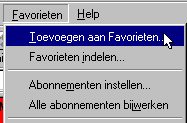 Favorieten Help
Toevoegen aan Favorieten...
Favorieten indelen...
Abonnementen instellen...
Alle abonnementen bijwerken